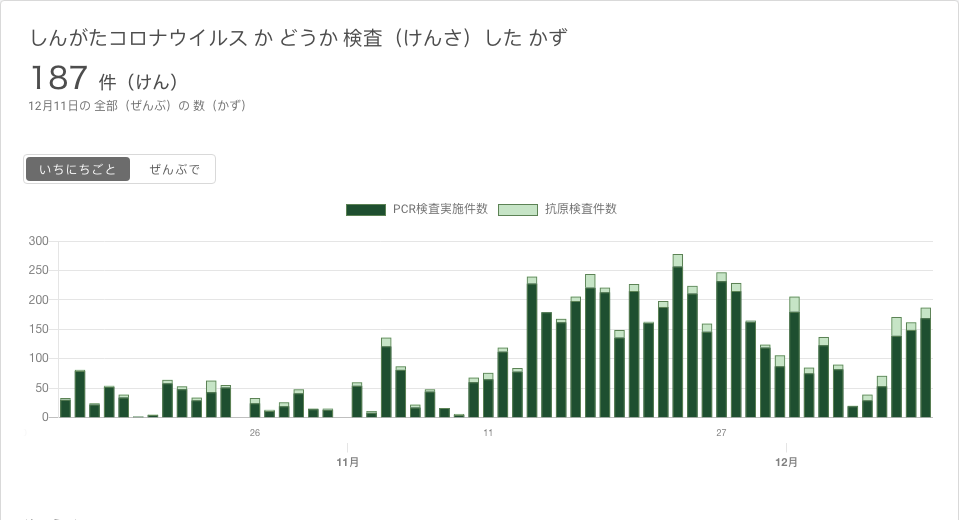 しんがたコロナウイルス か どうか 検査（けんさ）した かず
187 件（けん）
12月11日の 全部（ぜんぶ）の 数（かず）
いちにちごと ぜんぶで
PCR検査実施件数 抗原検査件数
300
250
200
150
100
50
0
26 11 27
11月 12月